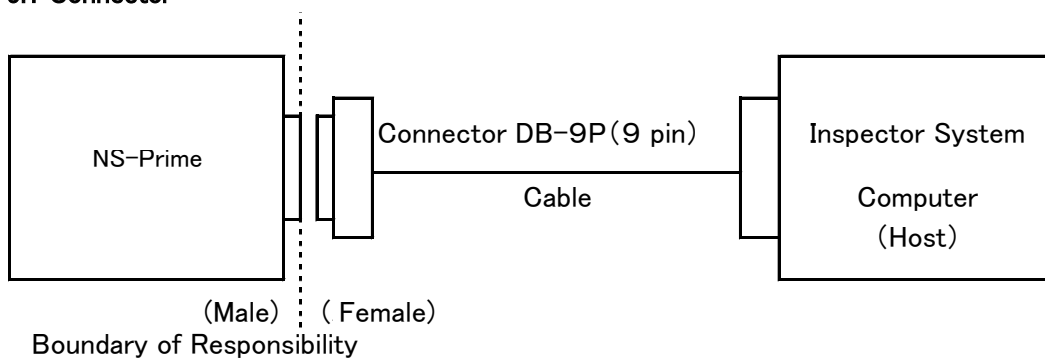 Connector
Connector DB-9P(9 pin)
NS-Prime
Cable
Inspector System
Computer
(Host)
(Male)
( Female)
Boundary of Responsibility